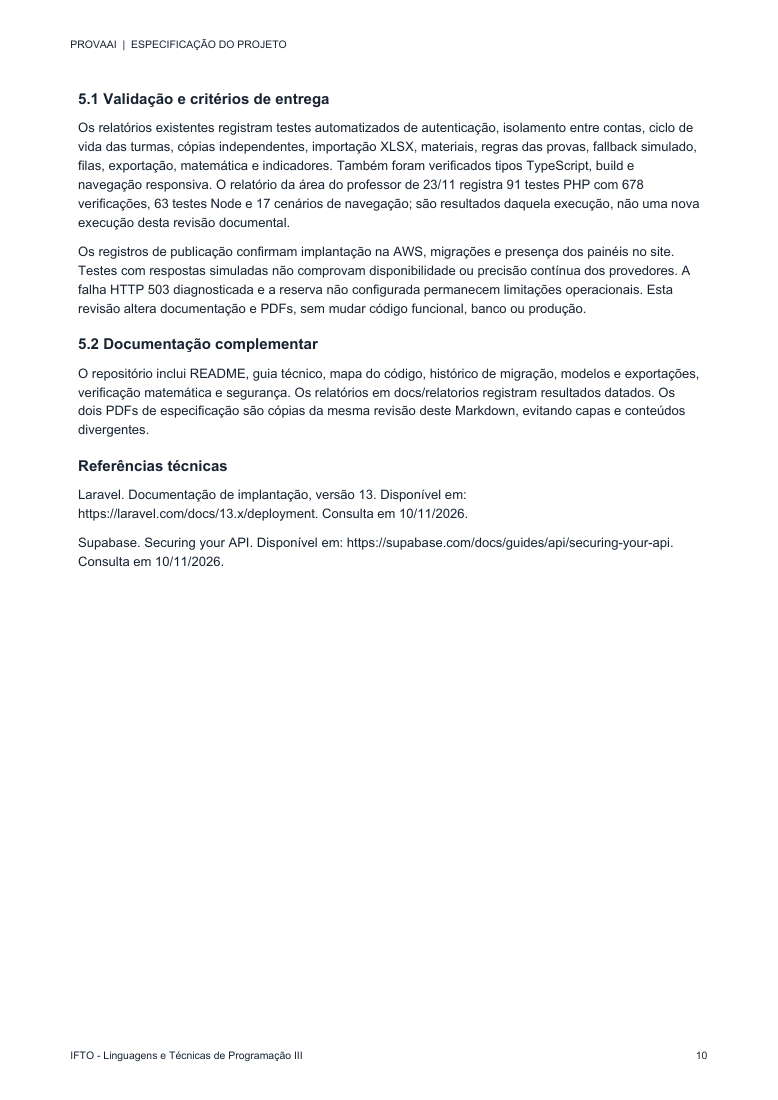 PROVAAI | ESPECIFICAÇÃO DO PROJETO
5.1 Validação e critérios de entrega
Os relatórios existentes registram testes automatizados de autenticação, isolamento entre contas, ciclo de
vida das turmas, cópias independentes, importação XLSX, materiais, regras das provas, fallback simulado,
filas, exportação, matemática e indicadores. Também foram verificados tipos TypeScript, build e
navegação responsiva. O relatório da área do professor de 23/11 registra 91 testes PHP com 678
verificações, 63 testes Node e 17 cenários de navegação; são resultados daquela execução, não uma nova
execução desta revisão documental.
Os registros de publicação confirmam implantação na AWS, migrações e presença dos painéis no site.
Testes com respostas simuladas não comprovam disponibilidade ou precisão contínua dos provedores. A
falha HTTP 503 diagnosticada e a reserva não configurada permanecem limitações operacionais. Esta
revisão altera documentação e PDFs, sem mudar código funcional, banco ou produção.
5.2 Documentação complementar
O repositório inclui README, guia técnico, mapa do código, histórico de migração, modelos e exportações,
verificação matemática e segurança. Os relatórios em docs/relatorios registram resultados datados. Os
dois PDFs de especificação são cópias da mesma revisão deste Markdown, evitando capas e conteúdos
divergentes.
Referências técnicas
Laravel. Documentação de implantação, versão 13. Disponível em:
https://laravel.com/docs/13.x/deployment. Consulta em 10/11/2026.
Supabase. Securing your API. Disponível em: https://supabase.com/docs/guides/api/securing-your-api.
Consulta em 10/11/2026.
IFTO - Linguagens e Técnicas de Programação III
10